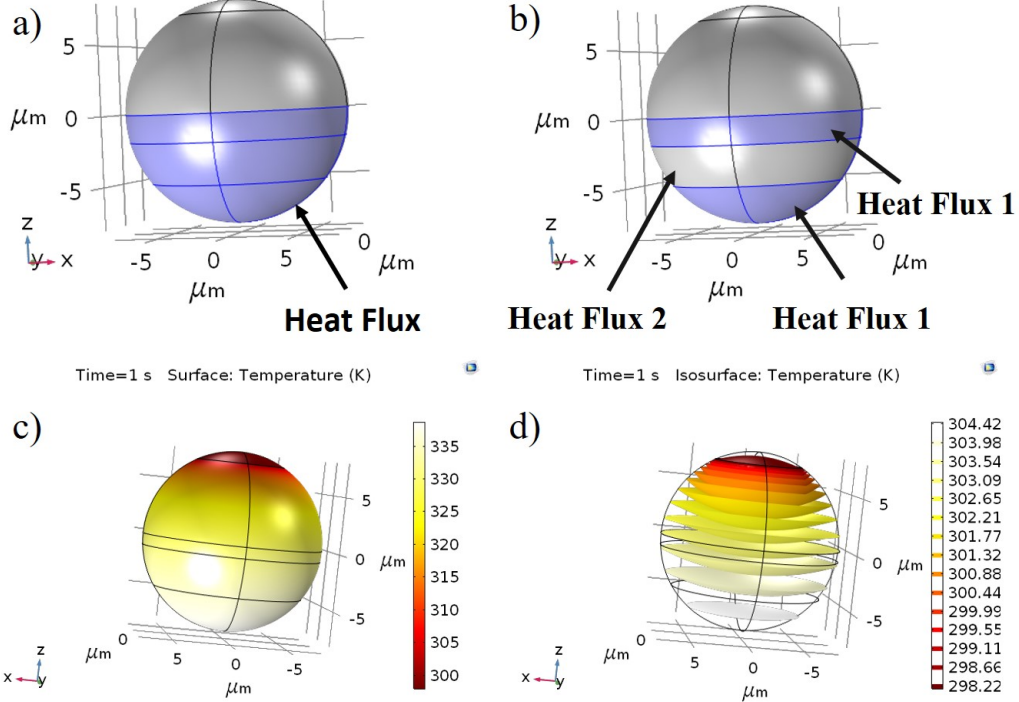 a)
5
0
-5
μm
z
y x
-5 0 5
0
μm
μm
Heat Flux
b)
5
0
-5
μm
z
y x
-5 0 5
0
μm
μm
Heat Flux 1
Heat Flux 2
Heat Flux 1
Time=1 s Surface: Temperature (K)
c)
335
330
325
320
315
310
305
300
5
0
-5
μm
0
5
0
-5
μm
μm
z
x y
Time=1 s Isosurface: Temperature (K)
d)
304.42
303.98
303.54
303.09
302.65
302.21
301.77
301.32
300.88
300.44
299.99
299.55
299.11
298.66
298.22
5
0
-5
μm
0
5
0
-5
μm
μm
z
x y